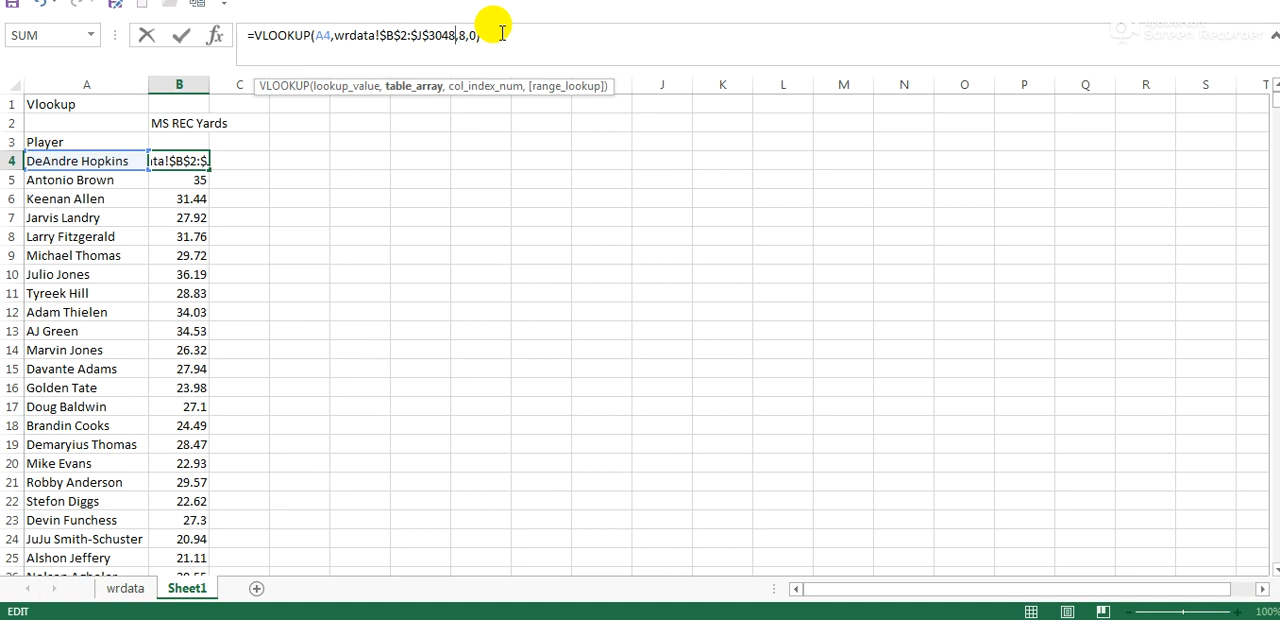 SUM =VLOOKUP(A4,wrdata!$B$2:$J$3048,8,0)
Screen Recorder
VLOOKUP(lookup_value, table_array, col_index_num, [range_lookup])
A B C J K L M N O P Q R S T
1 Vlookup
2 MS REC Yards
3 Player
4 DeAndre Hopkins ata!$B$2:$J
5 Antonio Brown 35
6 Keenan Allen 31.44
7 Jarvis Landry 27.92
8 Larry Fitzgerald 31.76
9 Michael Thomas 29.72
10 Julio Jones 36.19
11 Tyreek Hill 28.83
12 Adam Thielen 34.03
13 AJ Green 34.53
14 Marvin Jones 26.32
15 Davante Adams 27.94
16 Golden Tate 23.98
17 Doug Baldwin 27.1
18 Brandin Cooks 24.49
19 Demaryius Thomas 28.47
20 Mike Evans 22.93
21 Robby Anderson 29.57
22 Stefon Diggs 22.62
23 Devin Funchess 27.3
24 JuJu Smith-Schuster 20.94
25 Alshon Jeffery 21.11
wrdata Sheet1
EDIT 100%